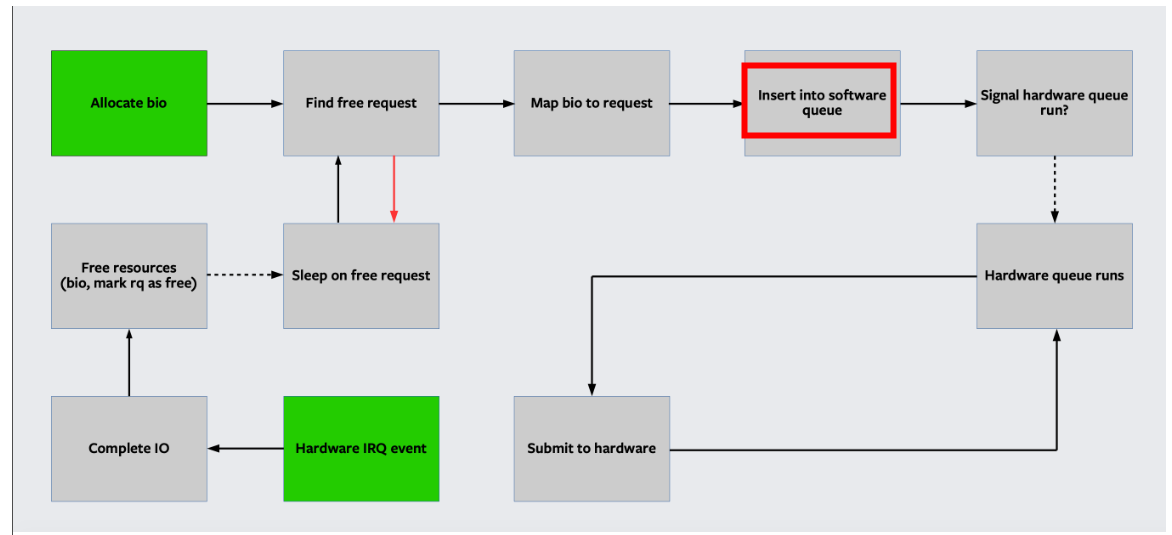 Allocate bio
Find free request
Map bio to request
Insert into software
queue
Signal hardware queue
run?
Free resources
(bio, mark rq as free)
Sleep on free request
Hardware queue runs
Complete IO
Hardware IRQ event
Submit to hardware